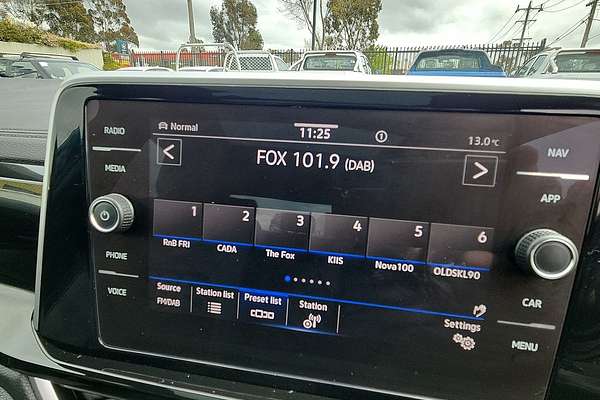 RADIO
MEDIA
PHONE
VOICE
Normal
11:25
1
13.0°C
<
FOX 101.9 (DAB)
>
1
RnB FRI
2
CADA
3
The Fox
4
KIIS
5
Nova100
6
OLDSKL90
Source
FM/DAB
Station list
Preset list
Station
Settings
NAV
APP
CAR
MENU